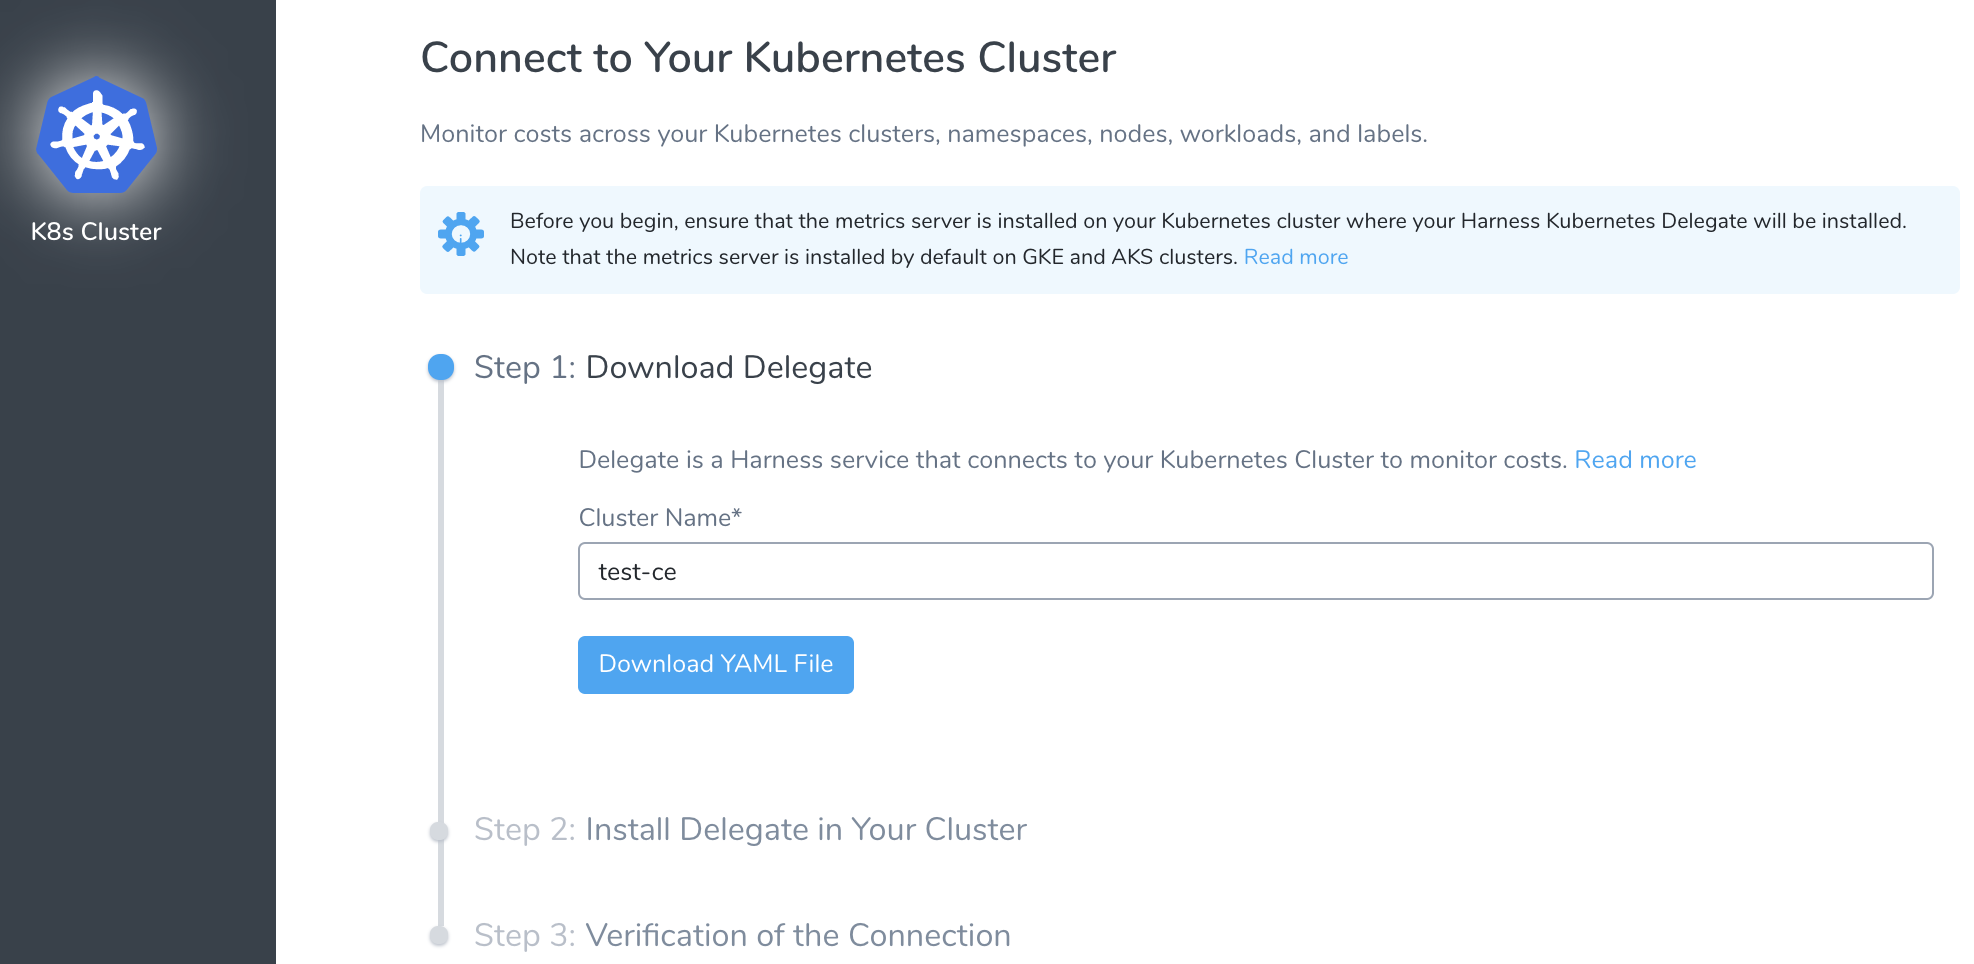 Connect to Your Kubernetes Cluster
Monitor costs across your Kubernetes clusters, namespaces, nodes, workloads, and labels.
K8s Cluster
Before you begin, ensure that the metrics server is installed on your Kubernetes cluster where your Harness Kubernetes Delegate will be installed.
Note that the metrics server is installed by default on GKE and AKS clusters. Read more
Step 1: Download Delegate
Delegate is a Harness service that connects to your Kubernetes Cluster to monitor costs. Read more
Cluster Name*
test-ce
Download YAML File
Step 2: Install Delegate in Your Cluster
Step 3: Verification of the Connection